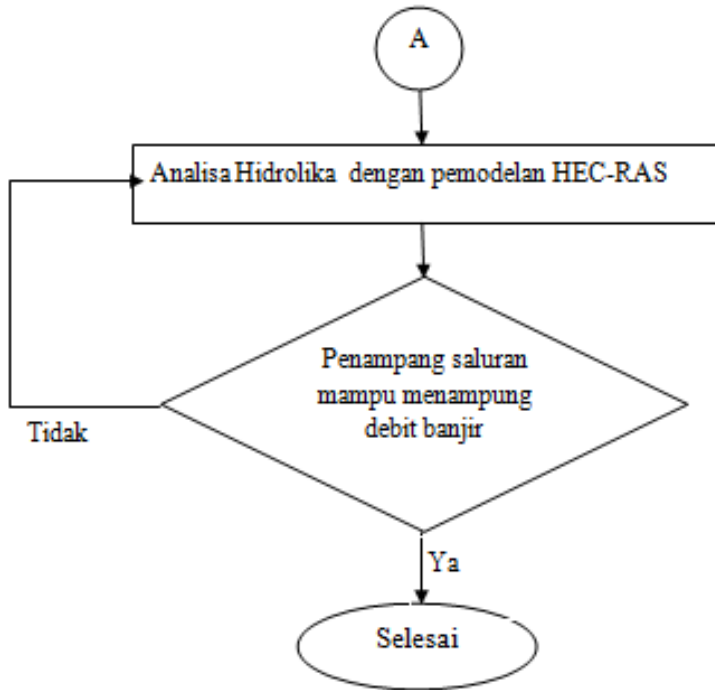 A
Analisa Hidrolika dengan pemodelan HEC-RAS
Penampang saluran
mampu menampung
debit banjir
Tidak
Ya
Selesai